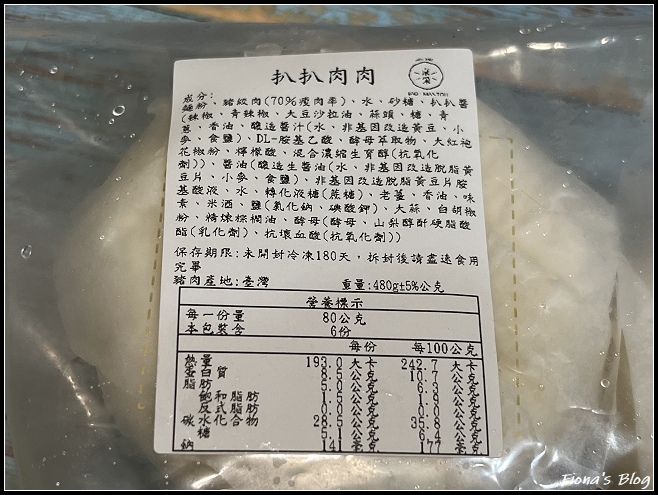 扒扒肉肉
成分:
麵粉、豬絞肉(70%瘦肉率)、水、砂糖、扒扒醬
(辣椒、青辣椒、大豆沙拉油、蒜頭、糖、青
蔥、香油、釀造醬汁(水、非基因改造黃豆、小
麥、食鹽)、DL-胺基乙酸、酵母萃取物、大紅袍
花椒粉、檸檬酸、混合濃縮生育醇(抗氧化
劑))、醬油(釀造生醬油(水、非基因改造脫脂黃
豆片、小麥、食鹽)、非基因改造脫脂黃豆片胺
基酸液、水、轉化液糖(蔗糖)、老薑、香油、味
素、米酒、鹽(氯化鈉、碘酸鉀)、大蒜、白胡椒
粉、精煉棕櫚油、酵母(酵母、山梨醇酐硬脂酸
酯(乳化劑)、抗壞血酸(抗氧化劑))
保存期限:未開封冷凍180天，拆封後請盡速食用
完畢
豬肉產地:臺灣 重量:480g±5%公克
營養標示
每一份量 80公克
本包裝含 6份
每份 每100公克
熱量 193.0 大卡 242.7 大卡
蛋白質 8.5 公克 10.7 公克
脂肪 5.0 公克 6.3 公克
飽和脂肪 1.5 公克 1.8 公克
反式脂肪 0.0 公克 0.0 公克
碳水化合物 28.5 公克 35.8 公克
糖 5.1 公克 6.4 公克
鈉 毫克 177 毫克
Fiona's Blog